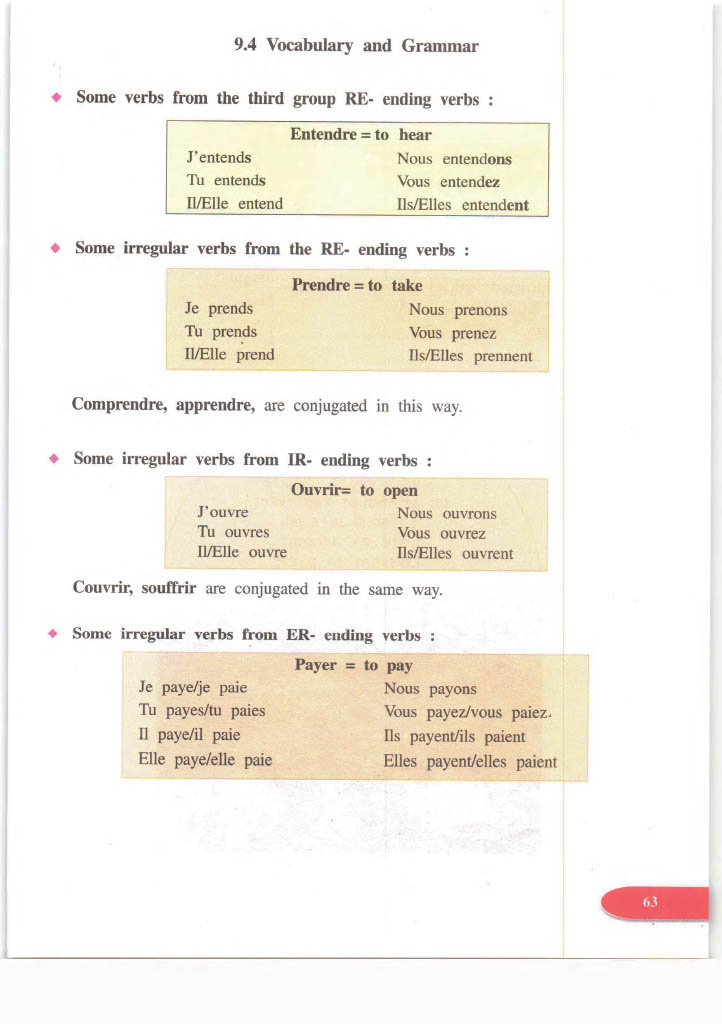 9.4 Vocabulary and Grammar
◆ Some verbs from the third group RE- ending verbs :
Entendre = to hear
J'entends Nous entendons
Tu entends Vous entendez
Il/Elle entend Ils/Elles entendent
◆ Some irregular verbs from the RE- ending verbs :
Prendre = to take
Je prends Nous prenons
Tu prends Vous prenez
Il/Elle prend Ils/Elles prennent
Comprendre, apprendre, are conjugated in this way.
◆ Some irregular verbs from IR- ending verbs :
Ouvrir= to open
J'ouvre Nous ouvrons
Tu ouvres Vous ouvrez
Il/Elle ouvre Ils/Elles ouvrent
Couvrir, souffrir are conjugated in the same way.
◆ Some irregular verbs from ER- ending verbs :
Payer = to pay
Je paye/je paie Nous payons
Tu payes/tu paies Vous payez/vous paiez.
Il paye/il paie Ils payent/ils paient
Elle paye/elle paie Elles payent/elles paient
63